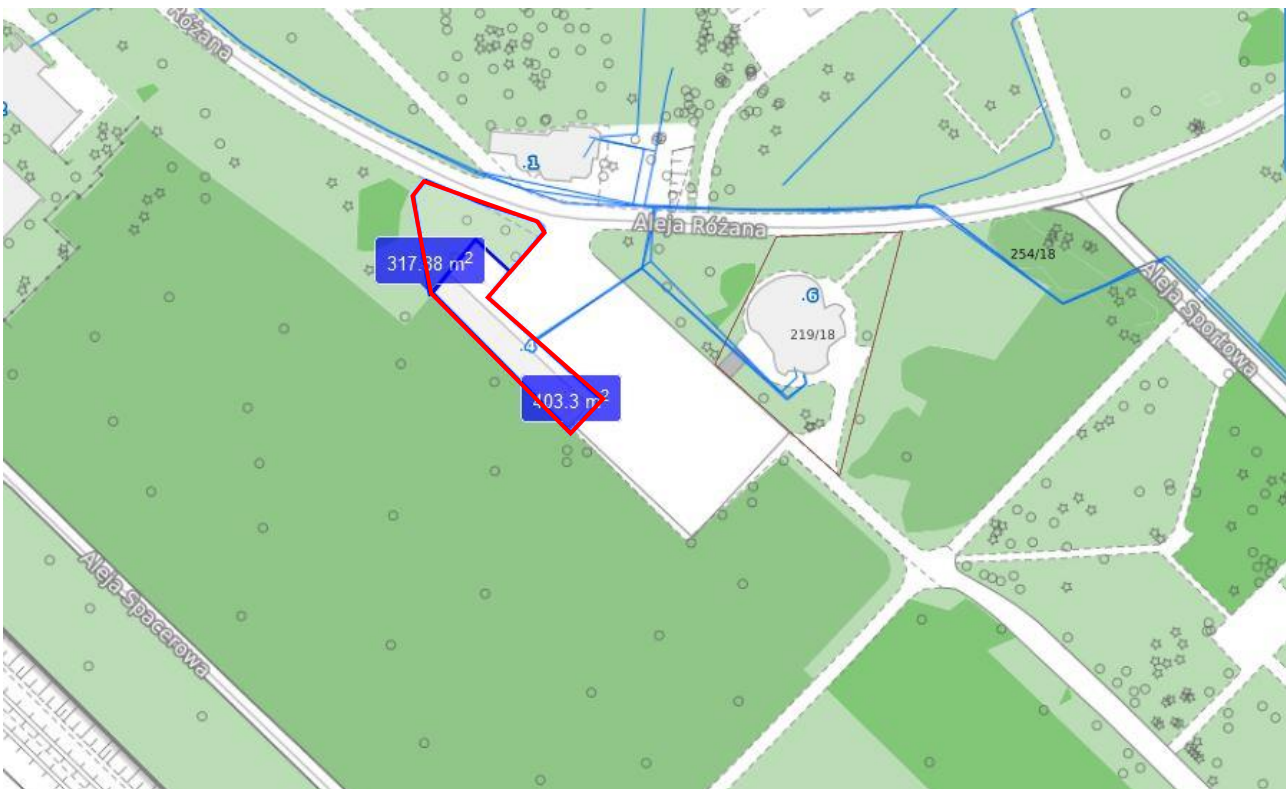 Różana
.1
317.38 m²
Aleja Różana
254/18
.6
219/18
Aleja Sportowa
.4
403.3 m²
Aleja Spacerowa